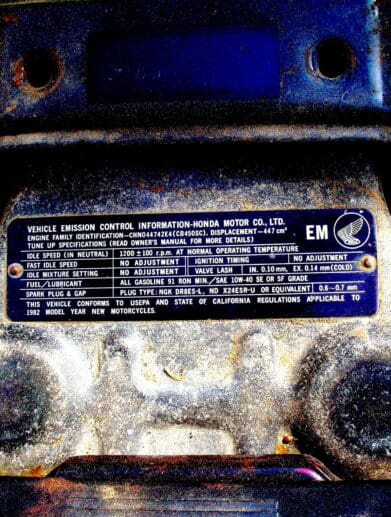 VEHICLE EMISSION CONTROL INFORMATION-HONDA MOTOR CO., LTD.
ENGINE FAMILY IDENTIFICATION-CHN044742E4(CB450SC). DISPLACEMENT-447 cm³
TUNE UP SPECIFICATIONS (READ OWNER'S MANUAL FOR MORE DETAILS)
EM
IDLE SPEED (IN NEUTRAL) 1200 ±100 r.p.m. AT NORMAL OPERATING TEMPERATURE
FAST IDLE SPEED NO ADJUSTMENT IGNITION TIMING NO ADJUSTMENT
IDLE MIXTURE SETTING NO ADJUSTMENT VALVE LASH IN. 0.10 mm, EX. 0.14 mm (COLD)
FUEL/LUBRICANT ALL GASOLINE 91 RON MIN./SAE 10W-40 SE OR SF GRADE
SPARK PLUG & GAP PLUG TYPE: NGK DR8ES-L, ND X24ESR-U OR EQUIVALENT 0.6-0.7 mm
THIS VEHICLE CONFORMS TO USEPA AND STATE OF CALIFORNIA REGULATIONS APPLICABLE TO
1982 MODEL YEAR NEW MOTORCYCLES.